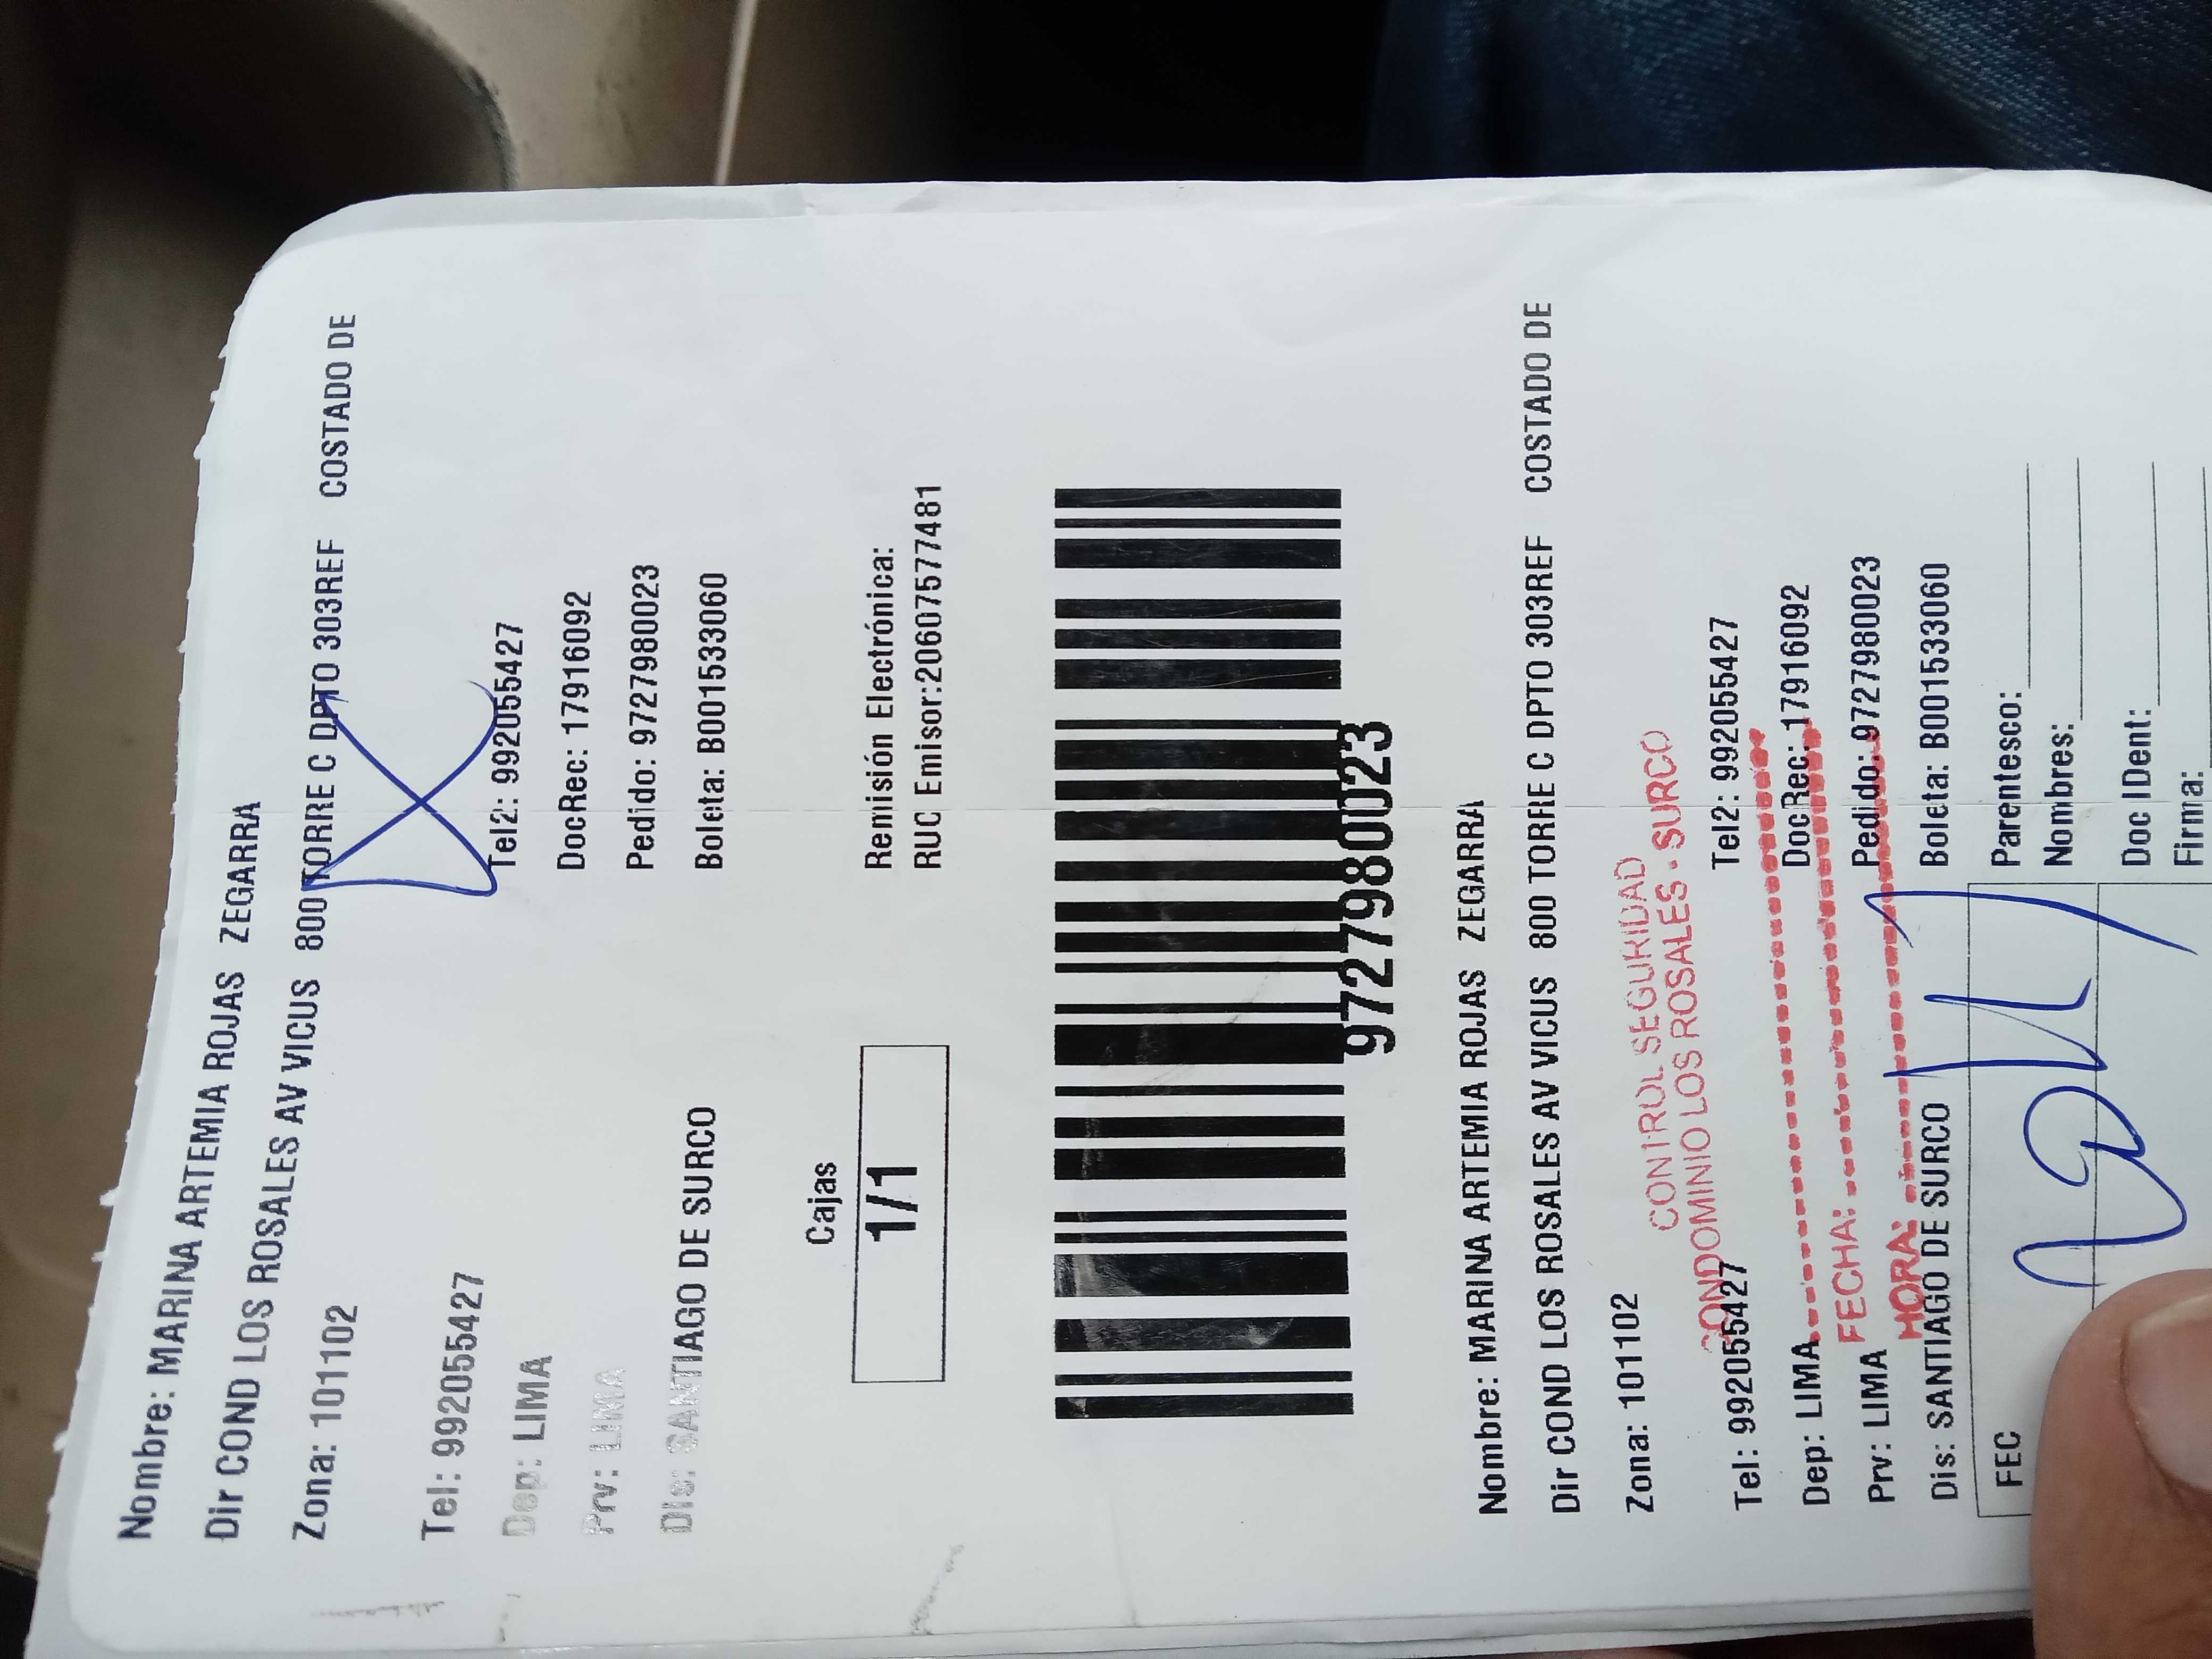 Nombre: MARINA ARTEMIA ROJAS ZEGARRA
Dir COND LOS ROSALES AV VICUS 800 TORRE C DPTO 303REF COSTADO DE
Zona: 101102
Tel: 992055427 Tel2: 992055427
Dep: LIMA DocRec: 17916092
Prv: LIMA Pedido: 9727980023
Dis: SANTIAGO DE SURCO Boleta: B001533060
Cajas
1/1
Remisión Electrónica:
RUC Emisor:20607577481
9727980023
Nombre: MARINA ARTEMIA ROJAS ZEGARRA
Dir COND LOS ROSALES AV VICUS 800 TORRE C DPTO 303REF COSTADO DE
Zona: 101102
CONTROL SEGURIDAD
CONDOMINIO LOS ROSALES - SURCO
Tel: 992055427 Tel2: 992055427
Dep: LIMA DocRec: 17916092
FECHA:
Prv: LIMA Pedido: 9727980023
HORA:
Dis: SANTIAGO DE SURCO Boleta: B001533060
FEC
Parentesco:
Nombres:
Doc IDent:
Firma: